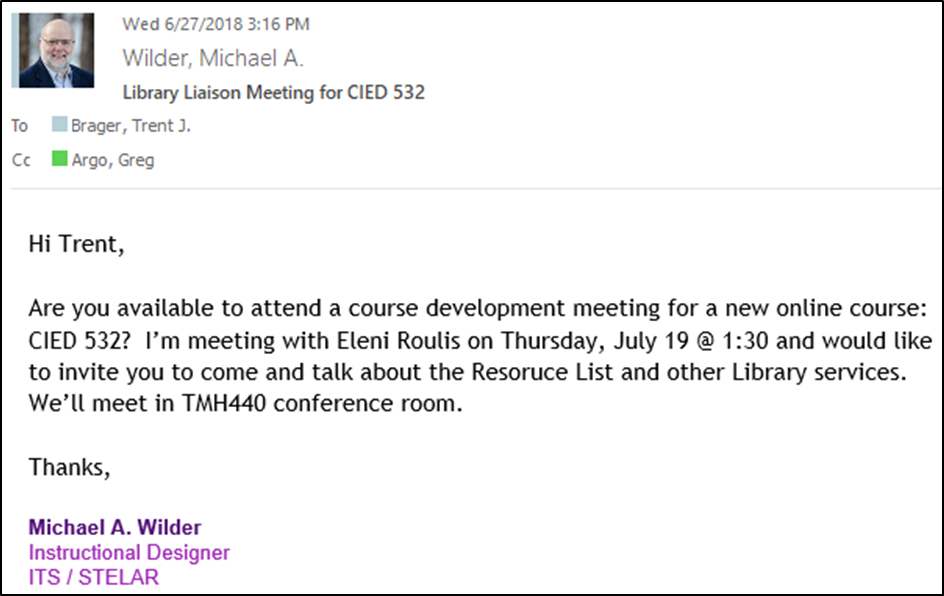 Wed 6/27/2018 3:16 PM
Wilder, Michael A.
Library Liaison Meeting for CIED 532
To Brager, Trent J.
Cc Argo, Greg
Hi Trent,
Are you available to attend a course development meeting for a new online course:
CIED 532?  I'm meeting with Eleni Roulis on Thursday, July 19 @ 1:30 and would like
to invite you to come and talk about the Resoruce List and other Library services.
We'll meet in TMH440 conference room.
Thanks,
Michael A. Wilder
Instructional Designer
ITS / STELAR